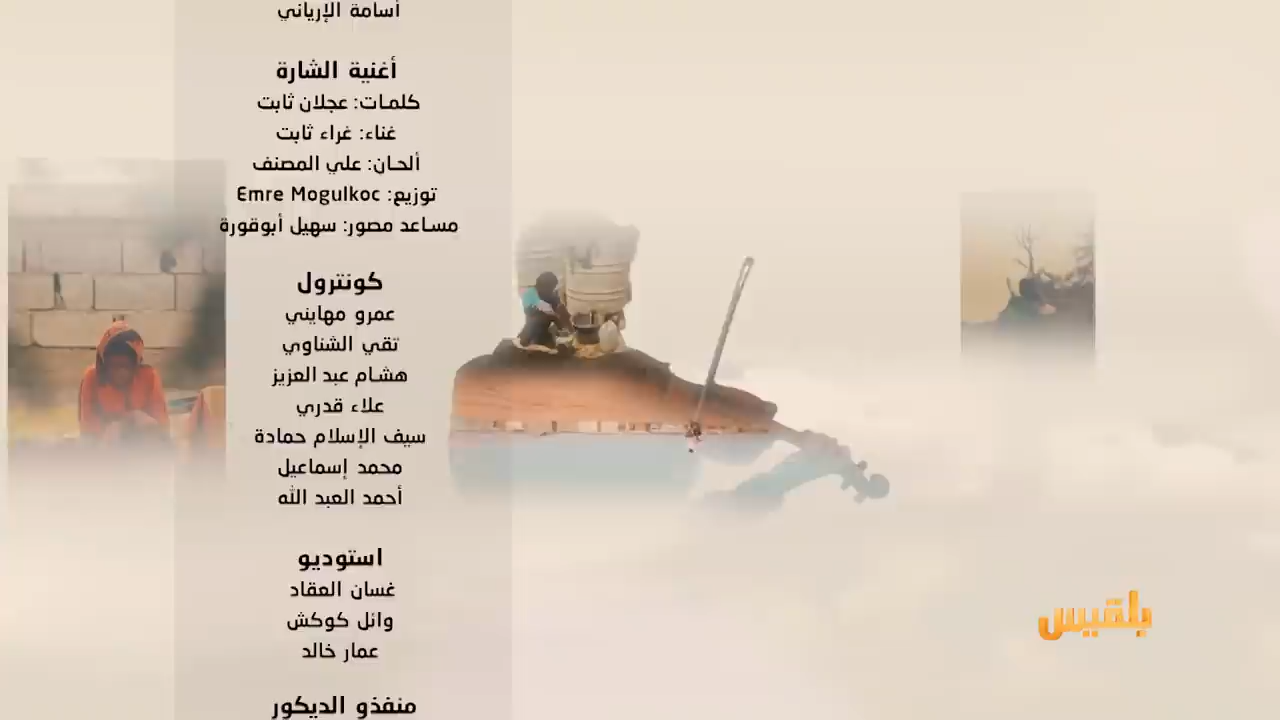 أسامة الإرياني
أغنية الشارة
كلمات: عجلان ثابت
غناء: غراء ثابت
ألحان: علي المصنف
توزيع: Emre Mogulkoc
مساعد مصور: سهيل أبوقورة
كونترول
عمرو مهايني
تقي الشناوي
هشام عبد العزيز
علاء قدري
سيف الإسلام حمادة
محمد إسماعيل
أحمد العبد الله
استوديو
غسان العقاد
وائل كوكش
عمار خالد
منفذو الديكور
بلقيس